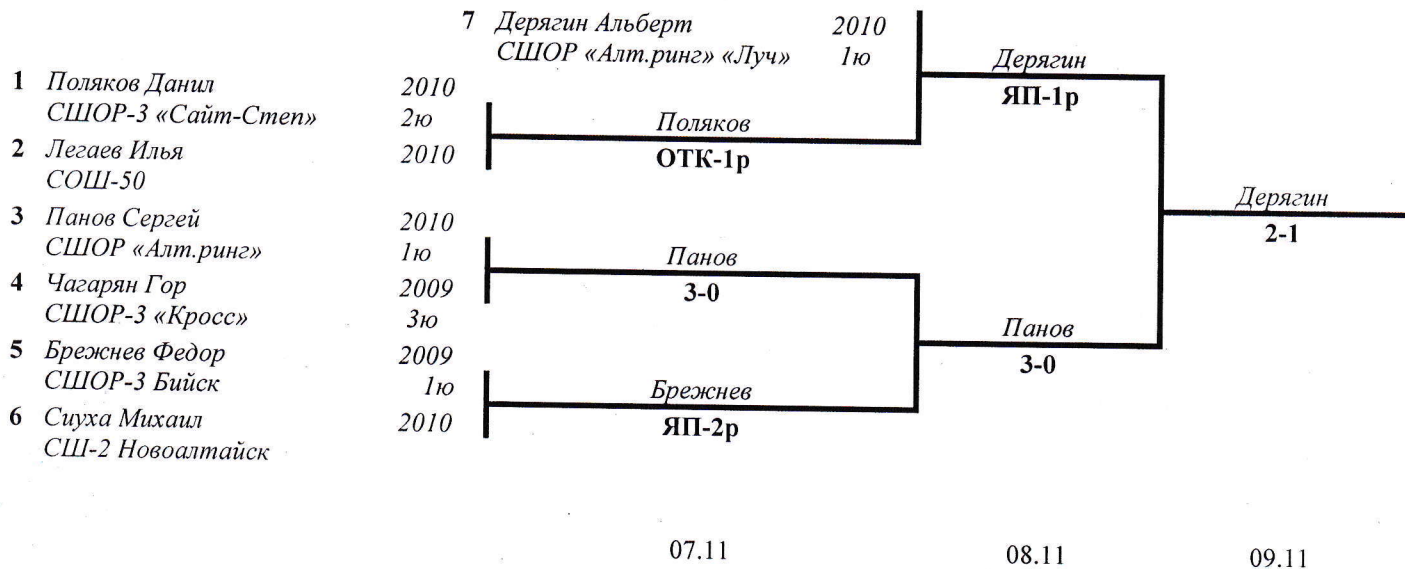 7 Дерягин Альберт 2010
СШОР «Алт.ринг» «Луч» 1ю
Дерягин
ЯП-1р
1 Поляков Данил 2010
СШОР-3 «Сайт-Степ» 2ю
Поляков
ОТК-1р
2 Легаев Илья 2010
СОШ-50
Дерягин
2-1
3 Панов Сергей 2010
СШОР «Алт.ринг» 1ю
Панов
3-0
4 Чагарян Гор 2009
СШОР-3 «Кросс» 3ю
Панов
3-0
5 Брежнев Федор 2009
СШОР-3 Бийск 1ю
Брежнев
ЯП-2р
6 Сиуха Михаил 2010
СШ-2 Новоалтайск
07.11 08.11 09.11